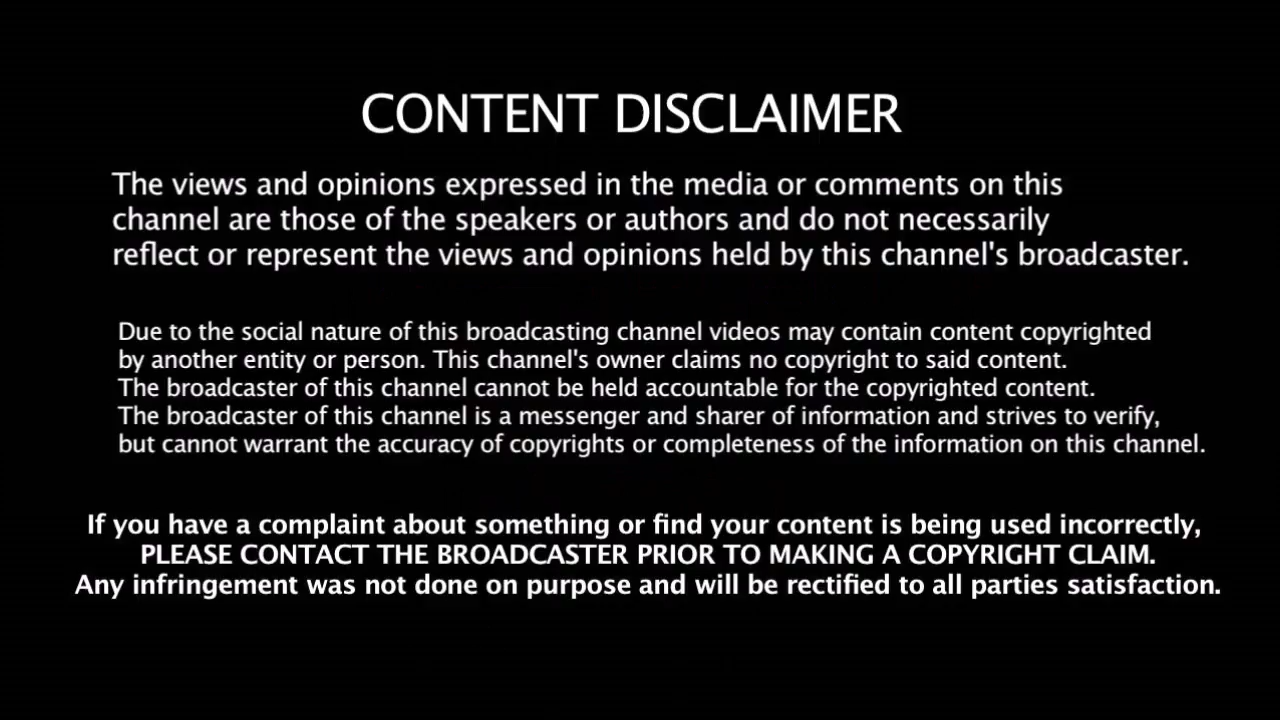 CONTENT DISCLAIMER
The views and opinions expressed in the media or comments on this
channel are those of the speakers or authors and do not necessarily
reflect or represent the views and opinions held by this channel's broadcaster.
Due to the social nature of this broadcasting channel videos may contain content copyrighted
by another entity or person. This channel's owner claims no copyright to said content.
The broadcaster of this channel cannot be held accountable for the copyrighted content.
The broadcaster of this channel is a messenger and sharer of information and strives to verify,
but cannot warrant the accuracy of copyrights or completeness of the information on this channel.
If you have a complaint about something or find your content is being used incorrectly,
PLEASE CONTACT THE BROADCASTER PRIOR TO MAKING A COPYRIGHT CLAIM.
Any infringement was not done on purpose and will be rectified to all parties satisfaction.